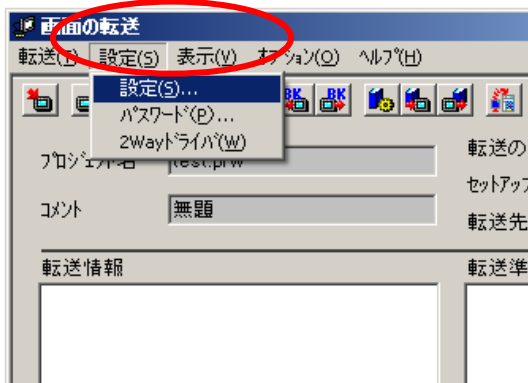 画面の転送
設定(S) 表示(V) オプション(O) ヘルプ(H)
設定(S)...
パスワード(P)...
2Wayドライバ(W)
BK BK
プロジェクト名 test.prw
転送の
セットアップ
コメント 無題
転送先
転送情報 転送準